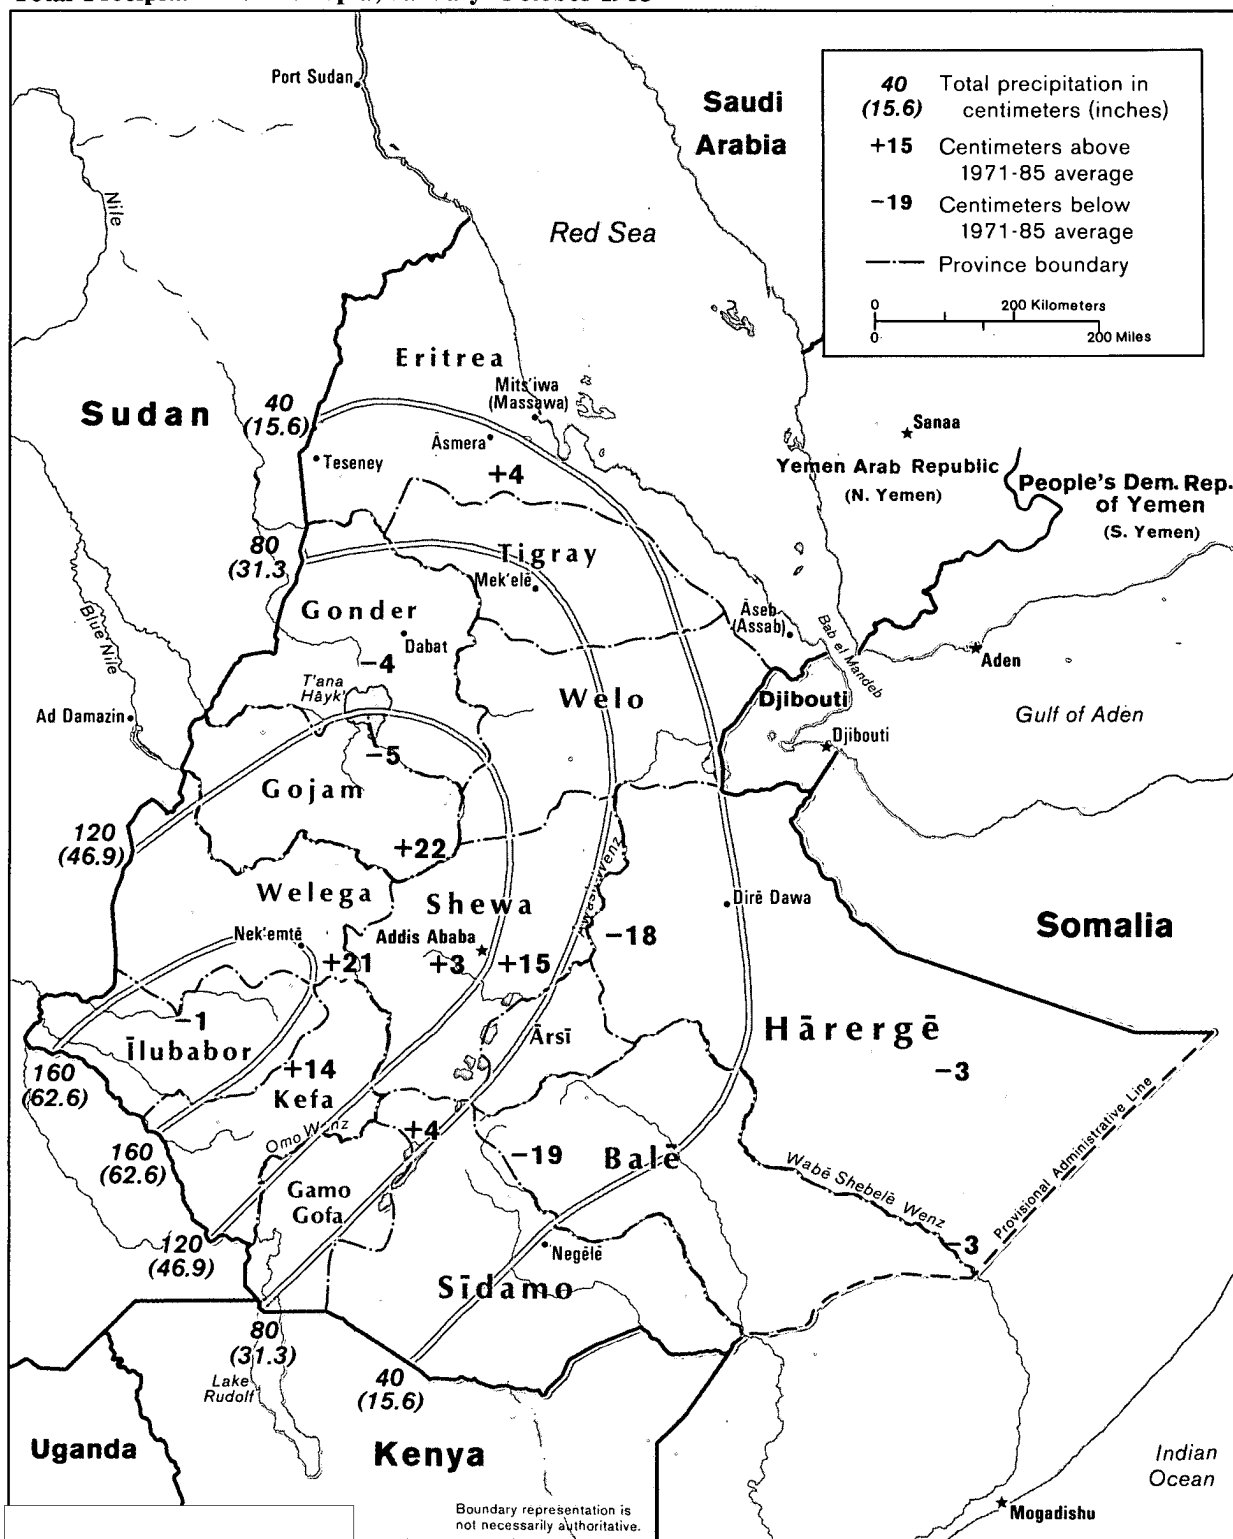 Port Sudan
Saudi
Arabia
40
(15.6)
Total precipitation in
centimeters (inches)
+15
Centimeters above
1971-85 average
-19
Centimeters below
1971-85 average
Province boundary
0
200 Kilometers
0
200 Miles
Nile
Red Sea
Eritrea
Mits'iwa
(Massawa)
Sudan
40
(15.6)
Āsmera
Teseney
+4
Sanaa
Yemen Arab Republic
(N. Yemen)
People's Dem. Rep.
of Yemen
(S. Yemen)
80
(31.3
Tigray
Mek'elē
Gonder
Dabat
Blue Nile
Āseb
(Assab)
Bab el Mandeb
Aden
-4
T'ana
Hāyk'
Welo
Djibouti
Ad Damazin
Gulf of Aden
Djibouti
-5
Gojam
120
(46.9)
+22
Welega
Shewa
Dirē Dawa
Nek'emtē
Addis Ababa
-18
Somalia
+21
+3
+15
-1
Īlubabor
Ārsī
Hārergē
160
(62.6)
+14
Kefa
-3
Omo Wenz
+4
160
(62.6)
-19
Balē
Wabē Shebelē Wenz
Provisional Administrative Line
Gamo
Gofa
120
(46.9)
Negēlē
-3
Sīdamo
80
(31.3)
Lake
Rudolf
40
(15.6)
Uganda
Kenya
Indian
Ocean
Boundary representation is
not necessarily authoritative.
Mogadishu